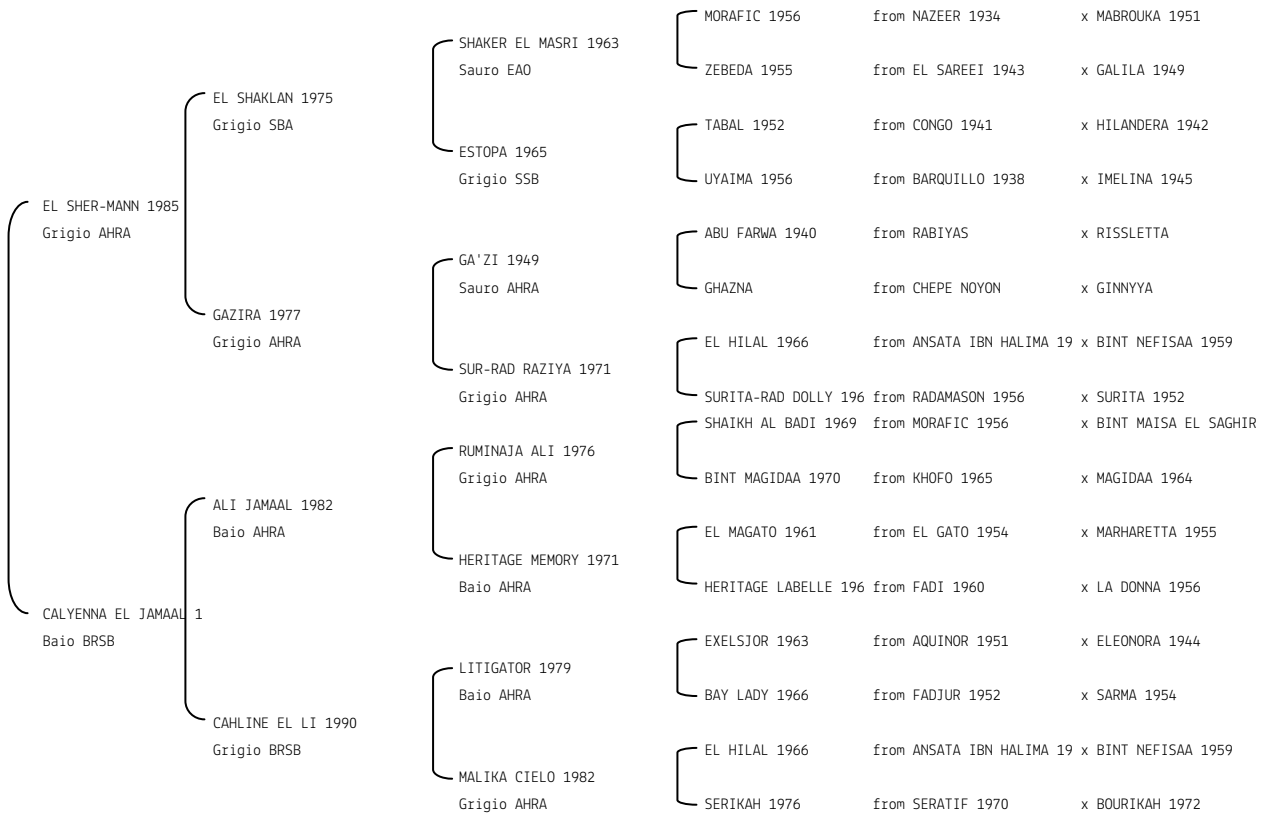 MORAFIC 1956 from NAZEER 1934 x MABROUKA 1951
SHAKER EL MASRI 1963
Sauro EAO
ZEBEDA 1955 from EL SAREEI 1943 x GALILA 1949
EL SHAKLAN 1975
Grigio SBA
TABAL 1952 from CONGO 1941 x HILANDERA 1942
ESTOPA 1965
Grigio SSB
UYAIMA 1956 from BARQUILLO 1938 x IMELINA 1945
EL SHER-MANN 1985
Grigio AHRA
ABU FARWA 1940 from RABIYAS x RISSLETTA
GA'ZI 1949
Sauro AHRA
GHAZNA from CHEPE NOYON x GINNYYA
GAZIRA 1977
Grigio AHRA
EL HILAL 1966 from ANSATA IBN HALIMA 19 x BINT NEFISAA 1959
SUR-RAD RAZIYA 1971
Grigio AHRA
SURITA-RAD DOLLY 196 from RADAMASON 1956 x SURITA 1952
SHAIKH AL BADI 1969 from MORAFIC 1956 x BINT MAISA EL SAGHIR
RUMINAJA ALI 1976
Grigio AHRA
BINT MAGIDAA 1970 from KHOFO 1965 x MAGIDAA 1964
ALI JAMAAL 1982
Baio AHRA
EL MAGATO 1961 from EL GATO 1954 x MARHARETTA 1955
HERITAGE MEMORY 1971
Baio AHRA
HERITAGE LABELLE 196 from FADI 1960 x LA DONNA 1956
CALYENNA EL JAMAAL 1
Baio BRSB
EXELSJOR 1963 from AQUINOR 1951 x ELEONORA 1944
LITIGATOR 1979
Baio AHRA
BAY LADY 1966 from FADJUR 1952 x SARMA 1954
CAHLINE EL LI 1990
Grigio BRSB
EL HILAL 1966 from ANSATA IBN HALIMA 19 x BINT NEFISAA 1959
MALIKA CIELO 1982
Grigio AHRA
SERIKAH 1976 from SERATIF 1970 x BOURIKAH 1972